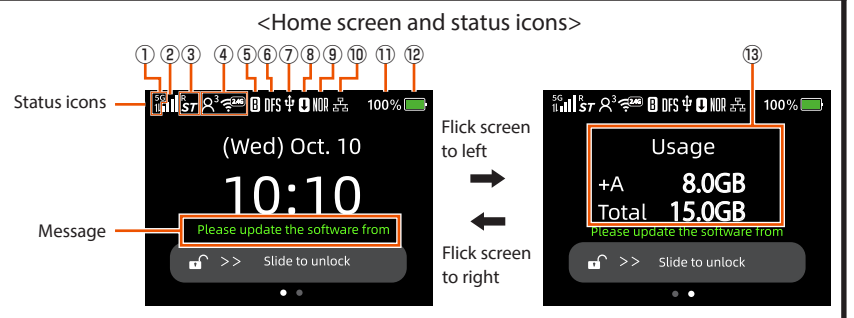 <Home screen and status icons>
① ② ③ ④ ⑤ ⑥ ⑦ ⑧ ⑨ ⑩ ⑪ ⑫ ⑬
Status icons
5G R ST 3 2.4G B DFS NOR 100%
(Wed) Oct. 10
10:10
Message
Please update the software from
>> Slide to unlock
Flick screen
to left
Flick screen
to right
5G R ST 3 2.4G B DFS NOR 100%
Usage
+A 8.0GB
Total 15.0GB
Please update the software from
>> Slide to unlock